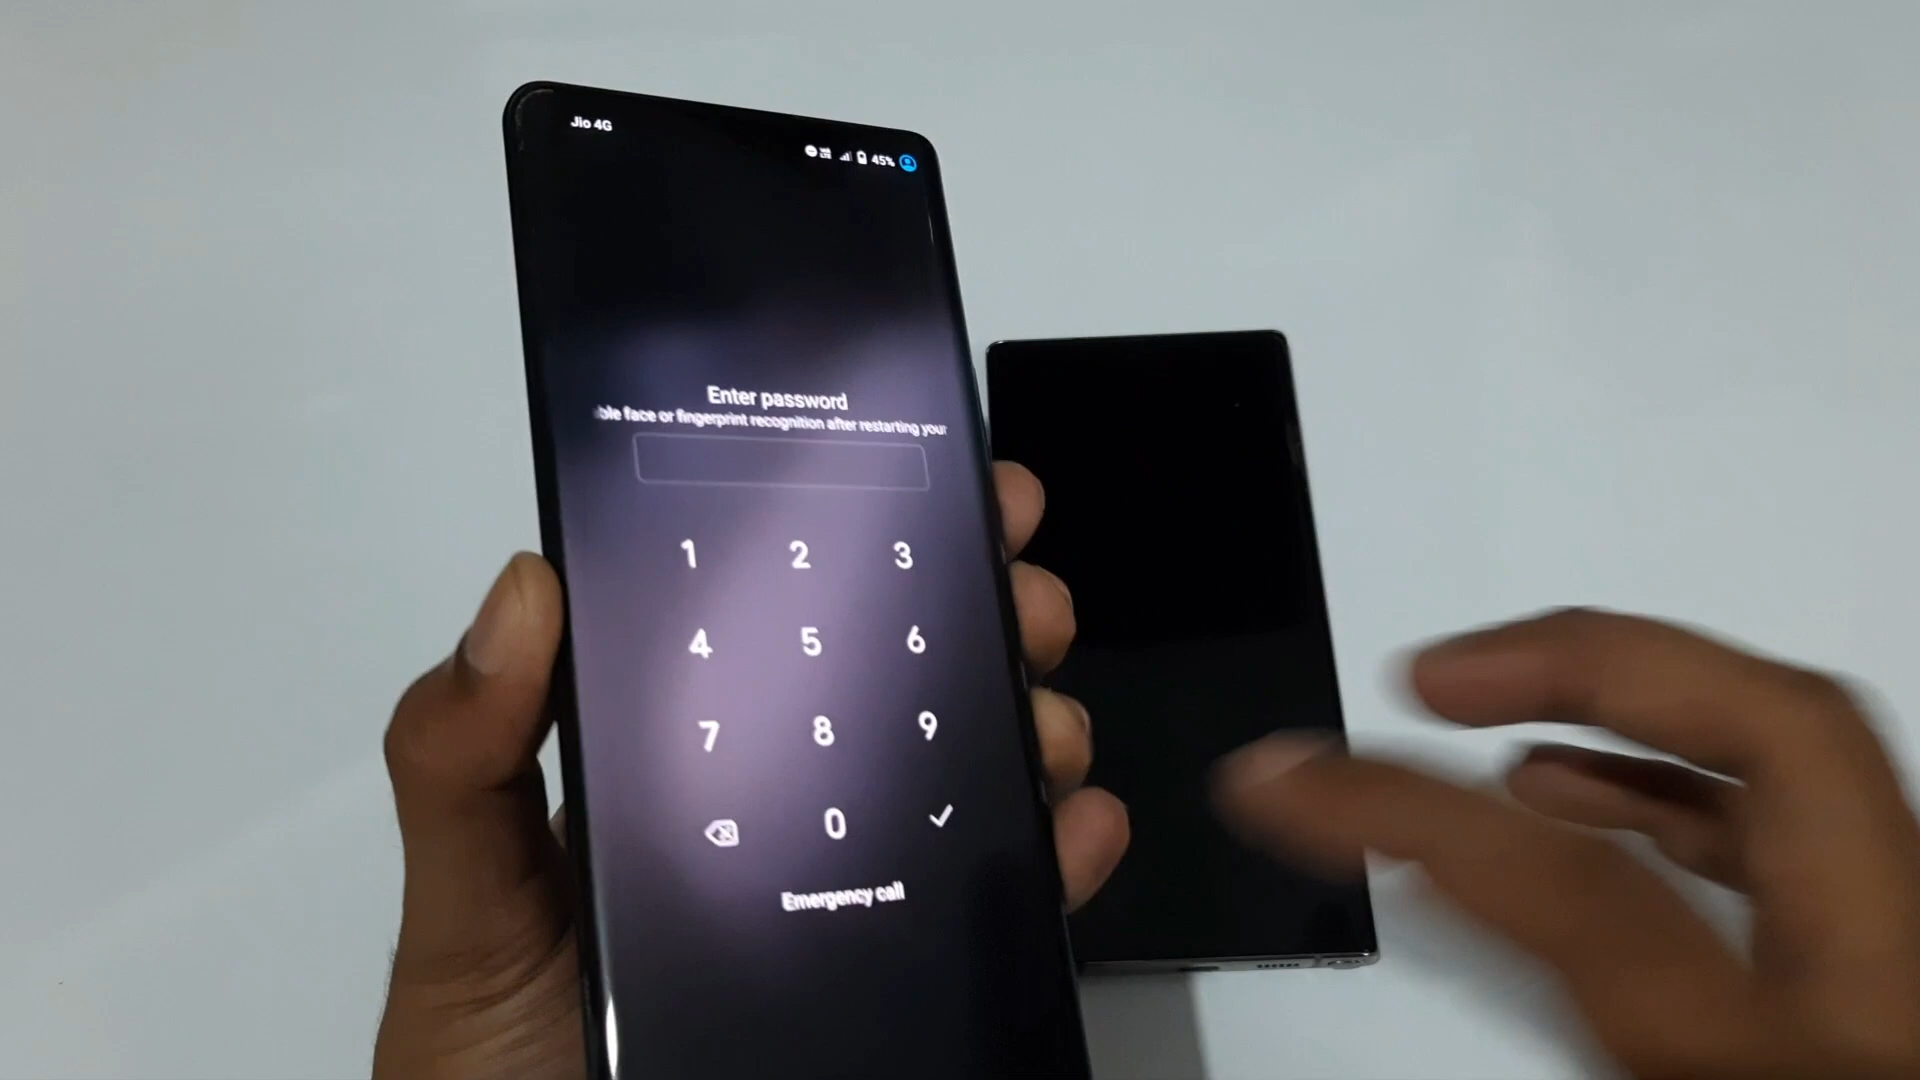 Jio 4G
45%
Enter password
ble face or fingerprint recognition after restarting your
1 2 3
4 5 6
7 8 9
0
Emergency call